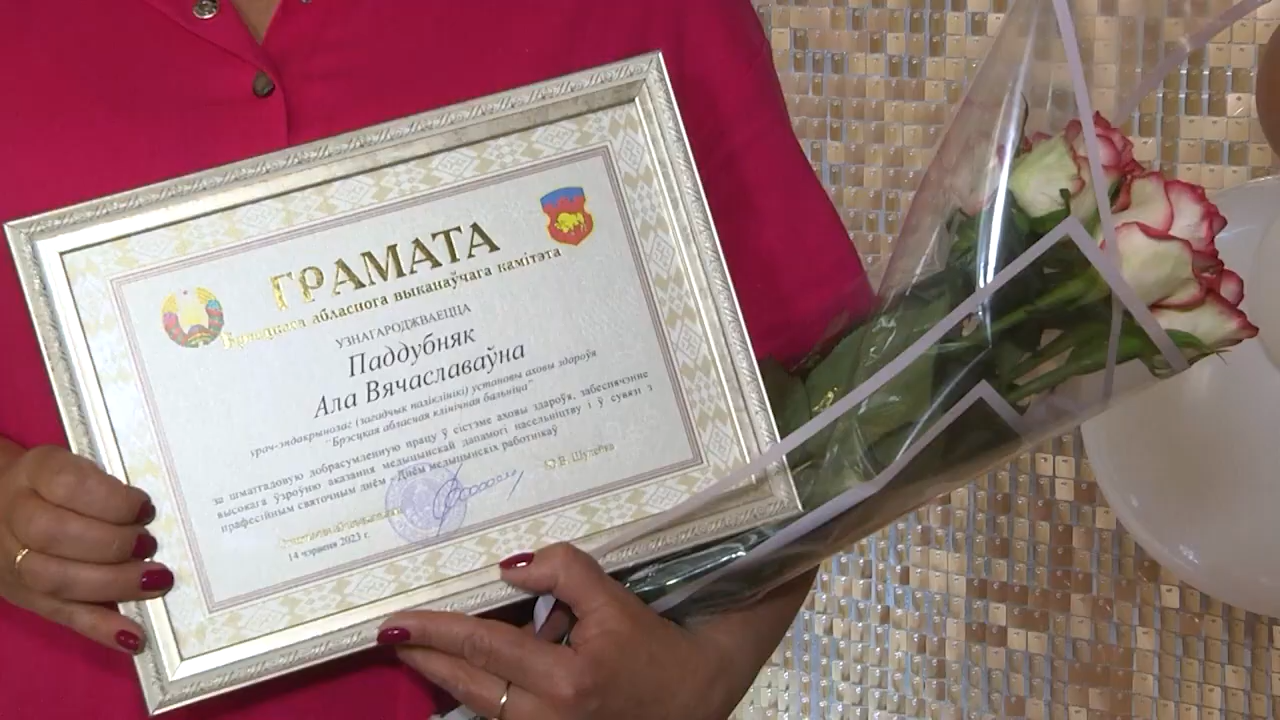 ГРАМАТА
Брэсцкага абласнога выканаўчага камітэта
УЗНАГАРОДЖВАЕЦЦА
Паддубняк
Ала Вячаславаўна
урач-эндакрынолаг (загадчык паліклінікі) установы аховы здароўя
"Брэсцкая абласная клінічная бальніца"
за шматгадовую добрасумленную працу ў сістэме аховы здароўя, забеспячэнне
высокага ўзроўню аказання медыцынскай дапамогі насельніцтву і ў сувязі з
прафесійным святочным днём - Днём медыцынскіх работнікаў
Ю.В. Шулейка
14 чэрвеня 2023 г.